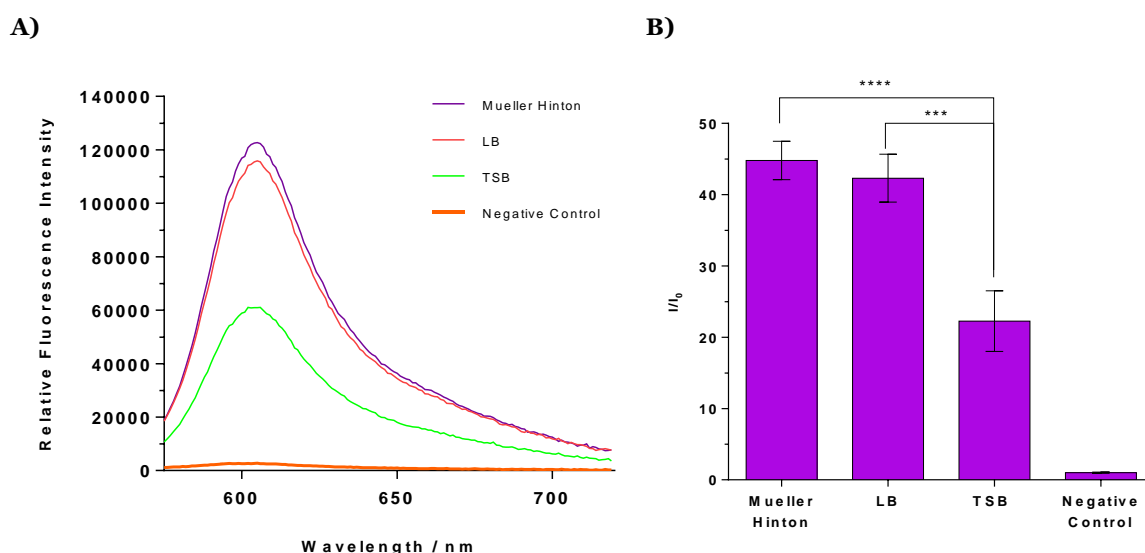 A)
140000
120000
100000
80000
60000
40000
20000
0
600
650
700
Relative Fluorescence Intensity
Wavelength / nm
Mueller Hinton
LB
TSB
Negative Control
B)
****
***
50
40
30
20
10
0
I/I0
Mueller
Hinton
LB
TSB
Negative
Control